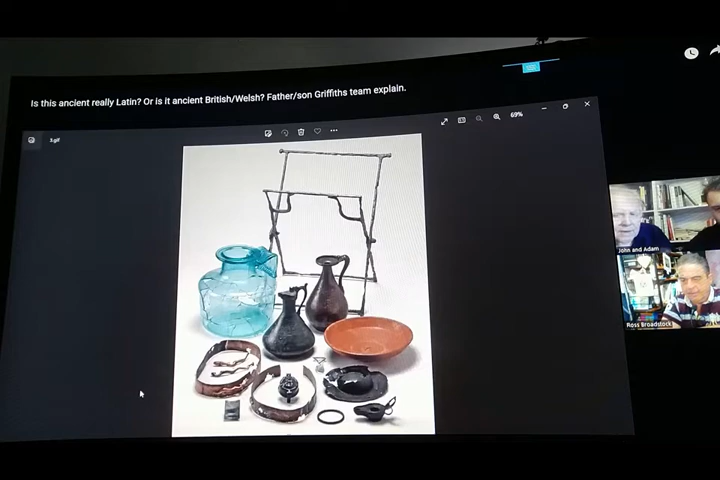 Is this ancient really Latin? Or is it ancient British/Welsh? Father/son Griffiths team explain.
3.gif
69%
John and Adam
Ross Broadstock